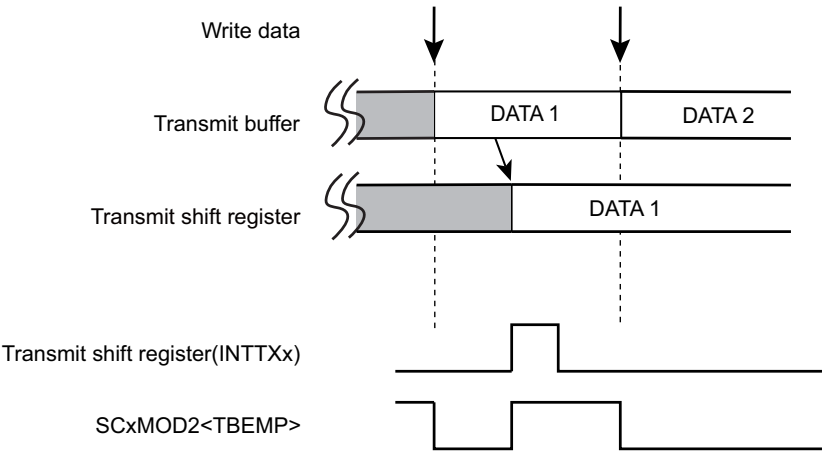 Write data
Transmit buffer
DATA 1
DATA 2
Transmit shift register
DATA 1
Transmit shift register(INTTXx)
SCxMOD2<TBEMP>